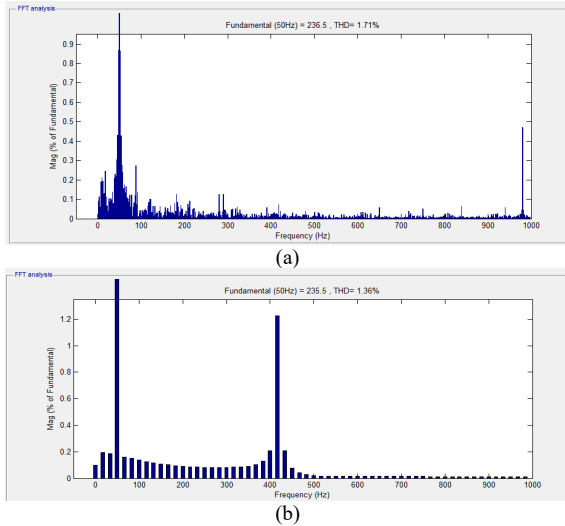 FFT analysis
Fundamental (50Hz) = 236.5 , THD= 1.71%
0.9
0.8
0.7
0.6
0.5
0.4
0.3
0.2
0.1
0
Mag (% of Fundamental)
0 100 200 300 400 500 600 700 800 900 1000
Frequency (Hz)
(a)
FFT analysis
Fundamental (50Hz) = 235.5 , THD= 1.36%
1.2
1
0.8
0.6
0.4
0.2
0
Mag (% of Fundamental)
0 100 200 300 400 500 600 700 800 900 1000
Frequency (Hz)
(b)